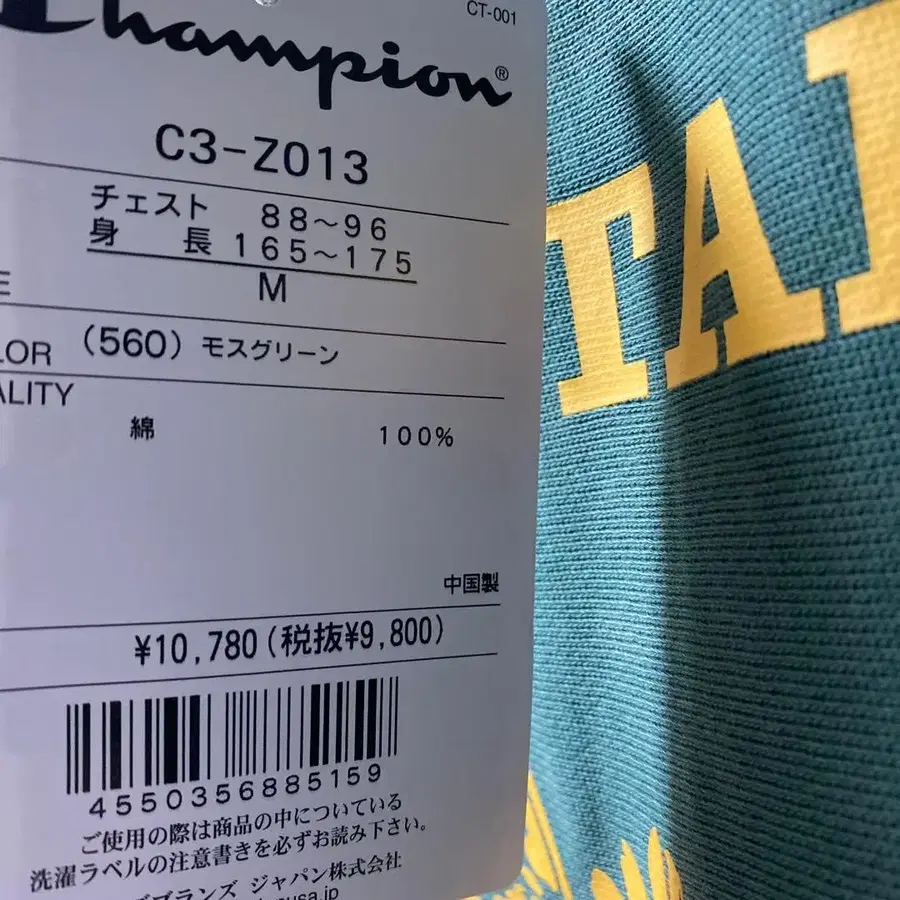 CT-001
Champion®
C3-Z013
チェスト 88～96
身 長 165～175
M
(560) モスグリーン
綿 100%
中国製
¥10,780(税抜¥9,800)
4550356885159
ご使用の際は商品の中についている
洗濯ラベルの注意書きを必ずお読み下さい。
ブランズ ジャパン株式会社
TA